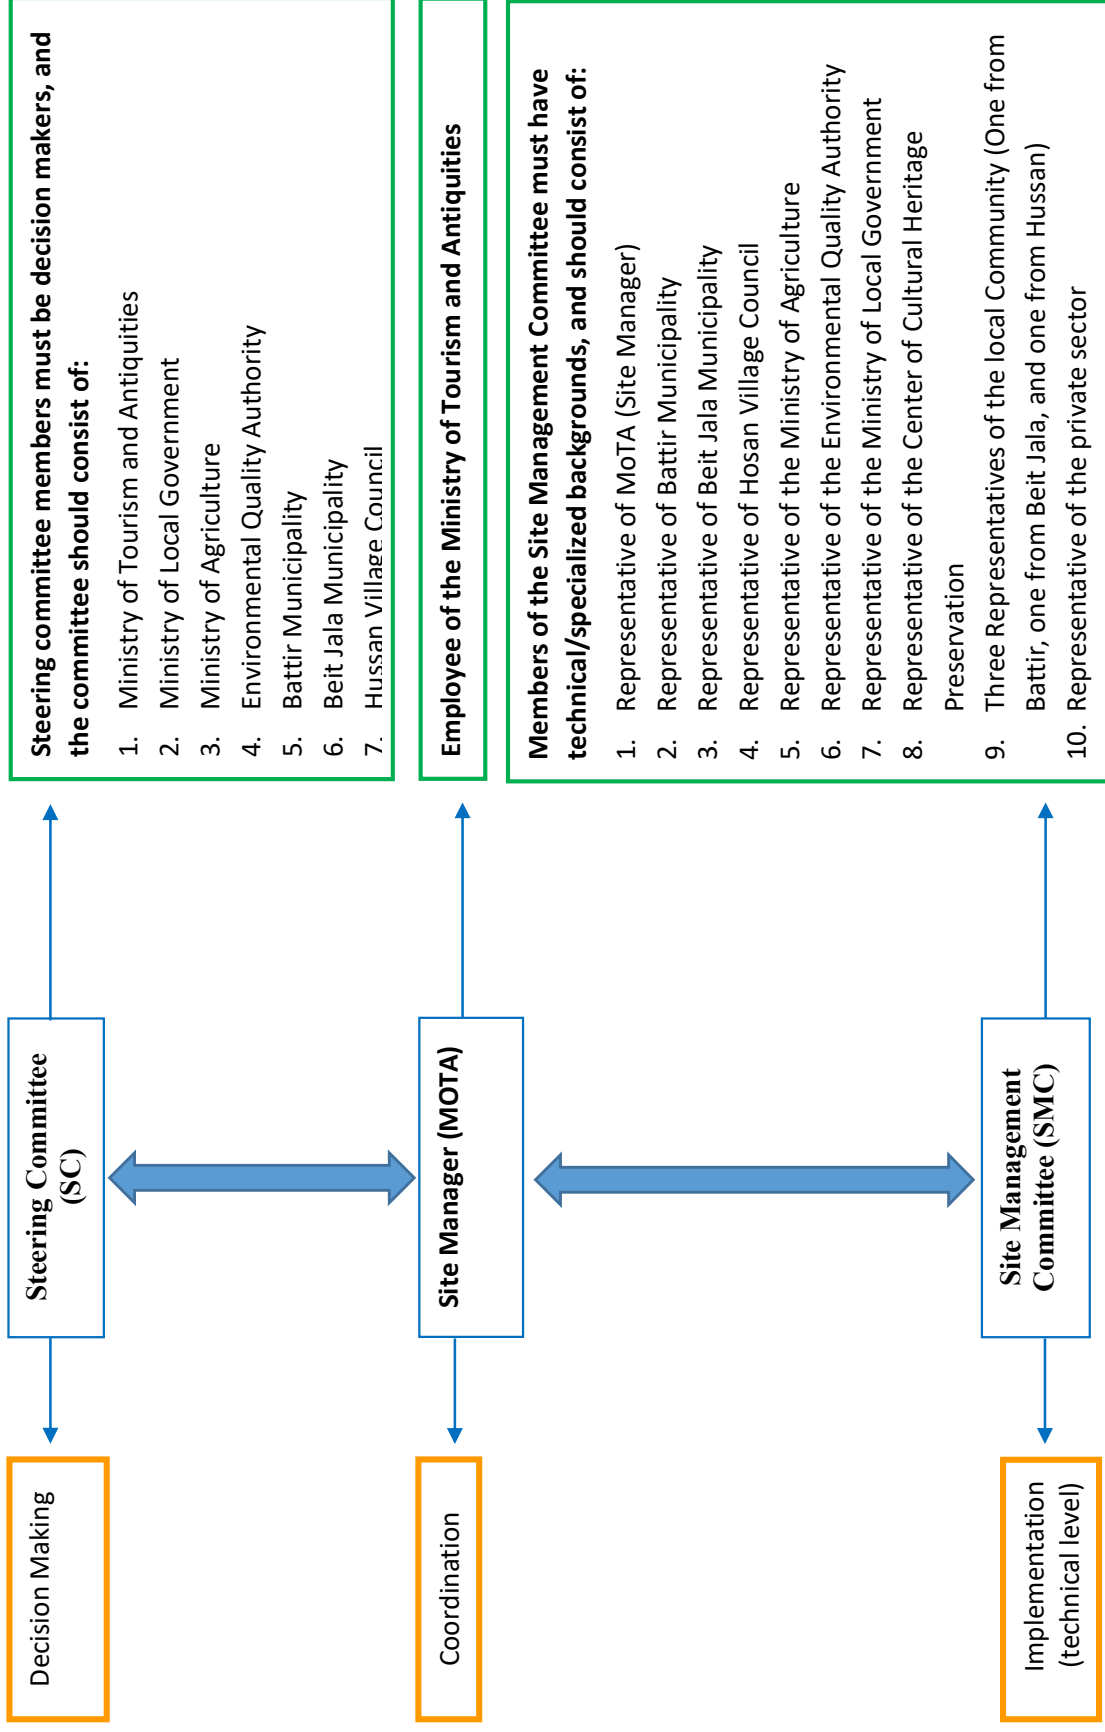 Decision Making
Steering Committee
(SC)
Steering committee members must be decision makers, and
the committee should consist of:
1. Ministry of Tourism and Antiquities
2. Ministry of Local Government
3. Ministry of Agriculture
4. Environmental Quality Authority
5. Battir Municipality
6. Beit Jala Municipality
7. Hussan Village Council
Coordination
Site Manager (MOTA)
Employee of the Ministry of Tourism and Antiquities
Implementation
(technical level)
Site Management
Committee (SMC)
Members of the Site Management Committee must have
technical/specialized backgrounds, and should consist of:
1. Representative of MoTA (Site Manager)
2. Representative of Battir Municipality
3. Representative of Beit Jala Municipality
4. Representative of Hosan Village Council
5. Representative of the Ministry of Agriculture
6. Representative of the Environmental Quality Authority
7. Representative of the Ministry of Local Government
8. Representative of the Center of Cultural Heritage
Preservation
9. Three Representatives of the local Community (One from
Battir, one from Beit Jala, and one from Hussan)
10. Representative of the private sector